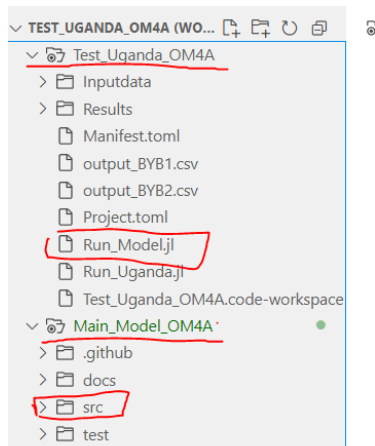 TEST_UGANDA_OM4A (WO...
Test_Uganda_OM4A
Inputdata
Results
Manifest.toml
output_BYB1.csv
output_BYB2.csv
Project.toml
Run_Model.jl
Run_Uganda.jl
Test_Uganda_OM4A.code-workspace
Main_Model_OM4A
.github
docs
src
test